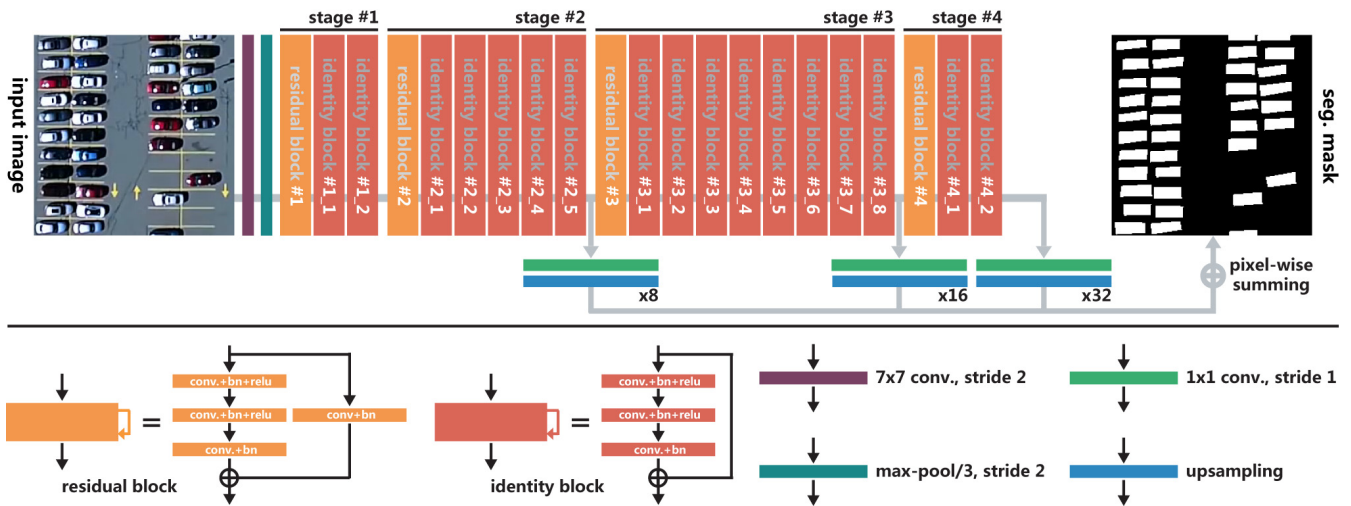 stage #1
stage #2
stage #3
stage #4
input image
residual block #1
identity block #1_1
identity block #1_2
residual block #2
identity block #2_1
identity block #2_2
identity block #2_3
identity block #2_4
identity block #2_5
residual block #3
identity block #3_1
identity block #3_2
identity block #3_3
identity block #3_4
identity block #3_5
identity block #3_6
identity block #3_7
identity block #3_8
residual block #4
identity block #4_1
identity block #4_2
seg. mask
x8
x16
x32
pixel-wise
summing
=
conv.+bn+relu
conv.+bn+relu
conv+bn
conv.+bn
residual block
=
conv.+bn+relu
conv.+bn+relu
conv.+bn
identity block
7x7 conv., stride 2
1x1 conv., stride 1
max-pool/3, stride 2
upsampling